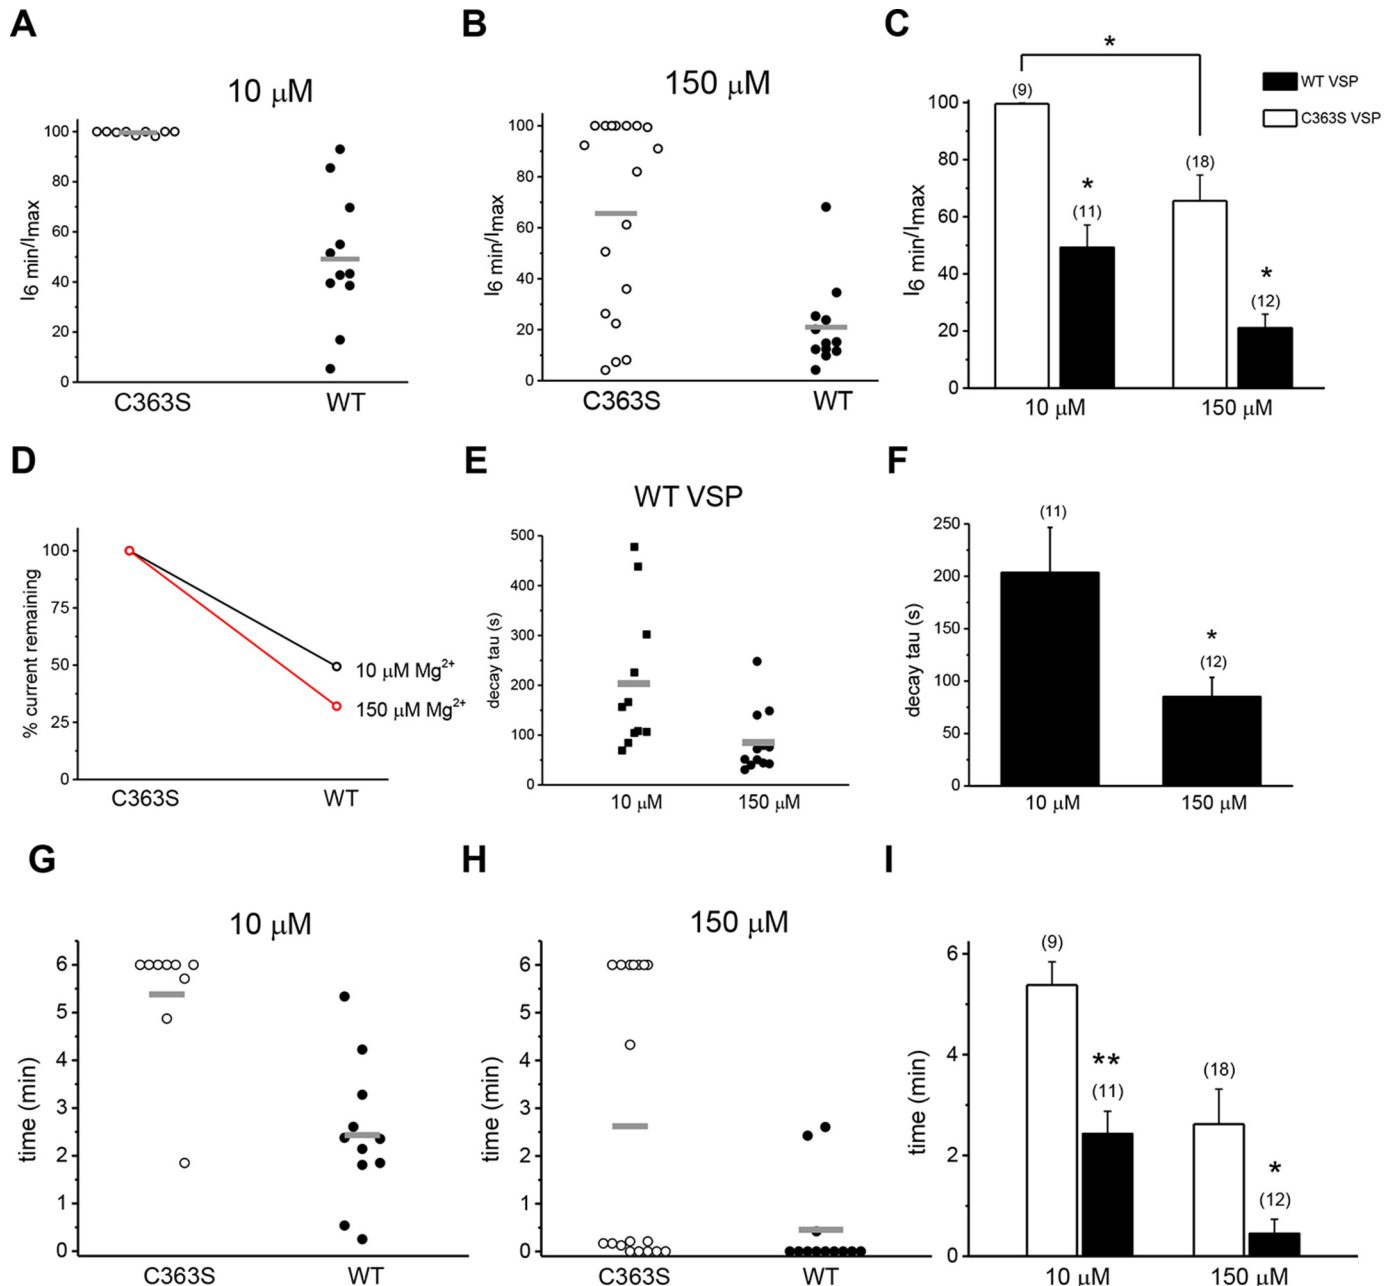 A
10 μM
I6 min/Imax
100
80
60
40
20
0
C363S
WT
B
150 μM
I6 min/Imax
100
80
60
40
20
0
C363S
WT
C
*
WT VSP
C363S VSP
I6 min/Imax
100
80
60
40
20
0
(9)
*
(11)
(18)
*
(12)
10 μM
150 μM
D
% current remaining
100
75
50
25
0
10 μM Mg2+
150 μM Mg2+
C363S
WT
E
WT VSP
decay tau (s)
500
400
300
200
100
0
10 μM
150 μM
F
decay tau (s)
250
200
150
100
50
0
(11)
*
(12)
10 μM
150 μM
G
10 μM
time (min)
6
5
4
3
2
1
0
C363S
WT
H
150 μM
time (min)
6
5
4
3
2
1
0
C363S
WT
I
time (min)
6
4
2
0
(9)
**
(11)
(18)
*
(12)
10 μM
150 μM